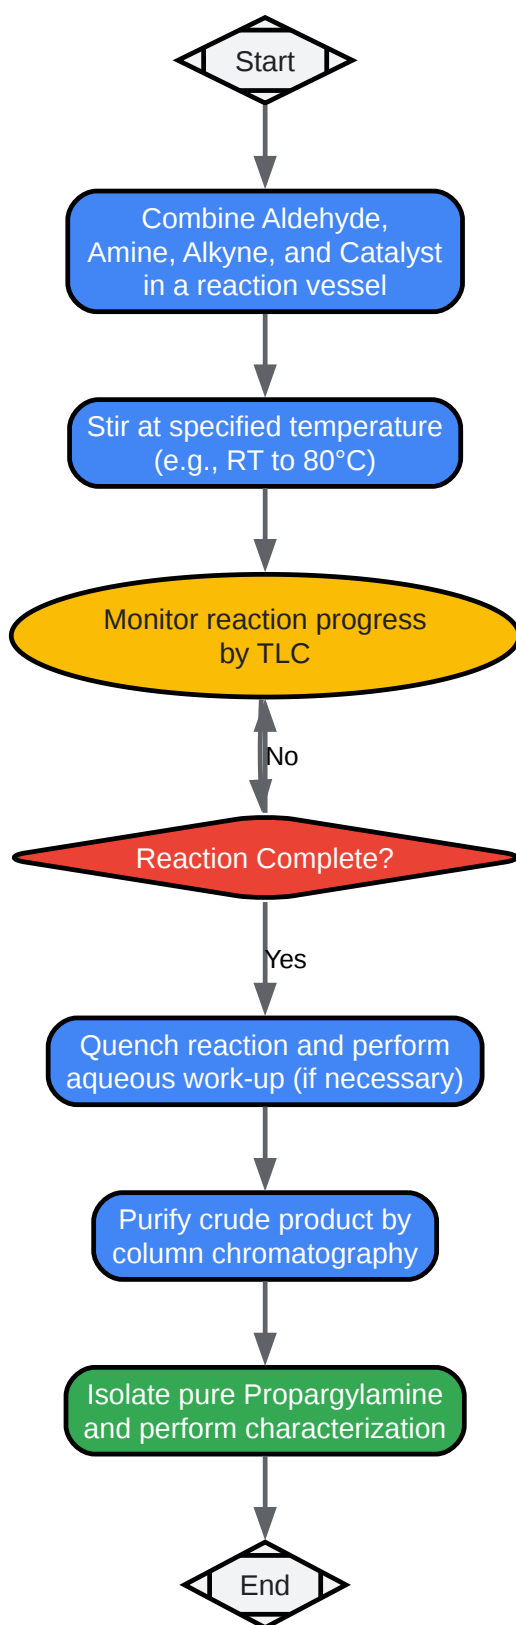 Start
Combine Aldehyde,
Amine, Alkyne, and Catalyst
in a reaction vessel
Stir at specified temperature
(e.g., RT to 80°C)
Monitor reaction progress
by TLC
No
Reaction Complete?
Yes
Quench reaction and perform
aqueous work-up (if necessary)
Purify crude product by
column chromatography
Isolate pure Propargylamine
and perform characterization
End